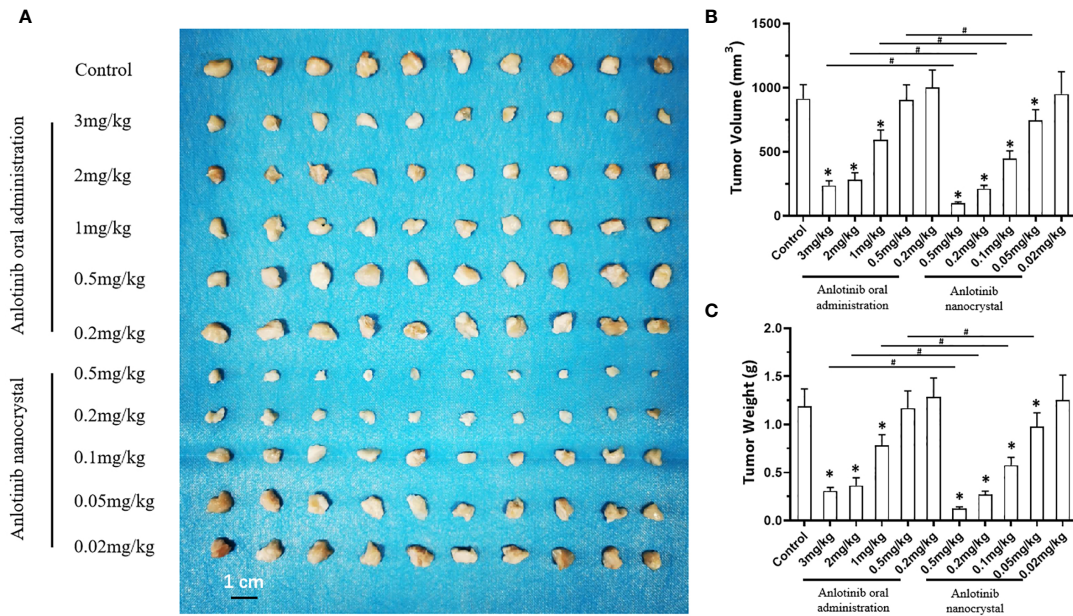 A
Control
Anlotinib oral administration
3mg/kg
2mg/kg
1mg/kg
0.5mg/kg
0.2mg/kg
Anlotinib nanocrystal
0.5mg/kg
0.2mg/kg
0.1mg/kg
0.05mg/kg
0.02mg/kg
1 cm
B
Tumor Volume (mm³)
1500
1000
500
0
#
#
#
#
*
*
*
*
*
*
*
Control
3mg/kg
2mg/kg
1mg/kg
0.5mg/kg
0.2mg/kg
0.5mg/kg
0.2mg/kg
0.1mg/kg
0.05mg/kg
0.02mg/kg
Anlotinib oral
administration
Anlotinib
nanocrystal
C
Tumor Weight (g)
2.0
1.5
1.0
0.5
0.0
#
#
#
#
*
*
*
*
*
*
*
Control
3mg/kg
2mg/kg
1mg/kg
0.5mg/kg
0.2mg/kg
0.5mg/kg
0.2mg/kg
0.1mg/kg
0.05mg/kg
0.02mg/kg
Anlotinib oral
administration
Anlotinib
nanocrystal